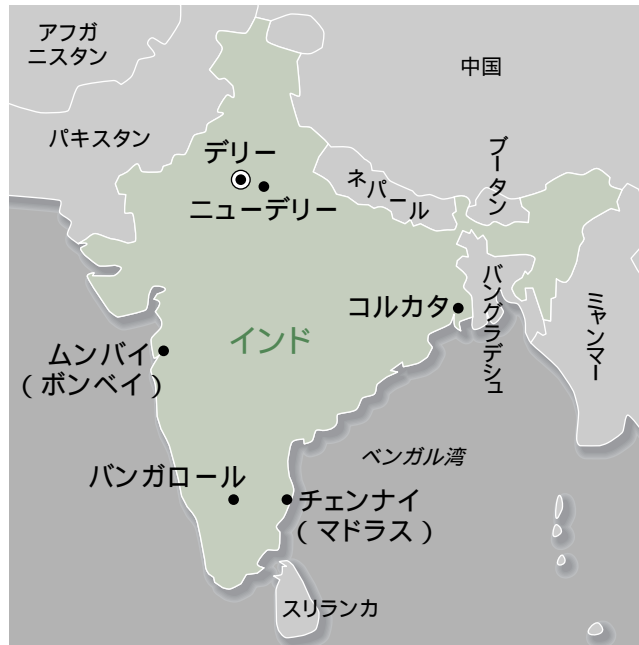 アフガ
ニスタン
中国
パキスタン
デリー
ニューデリー
ネパール
ブータン
バングラデシュ
ミャンマー
コルカタ
インド
ムンバイ
(ボンベイ)
ベンガル湾
バンガロール
チェンナイ
(マドラス)
スリランカ